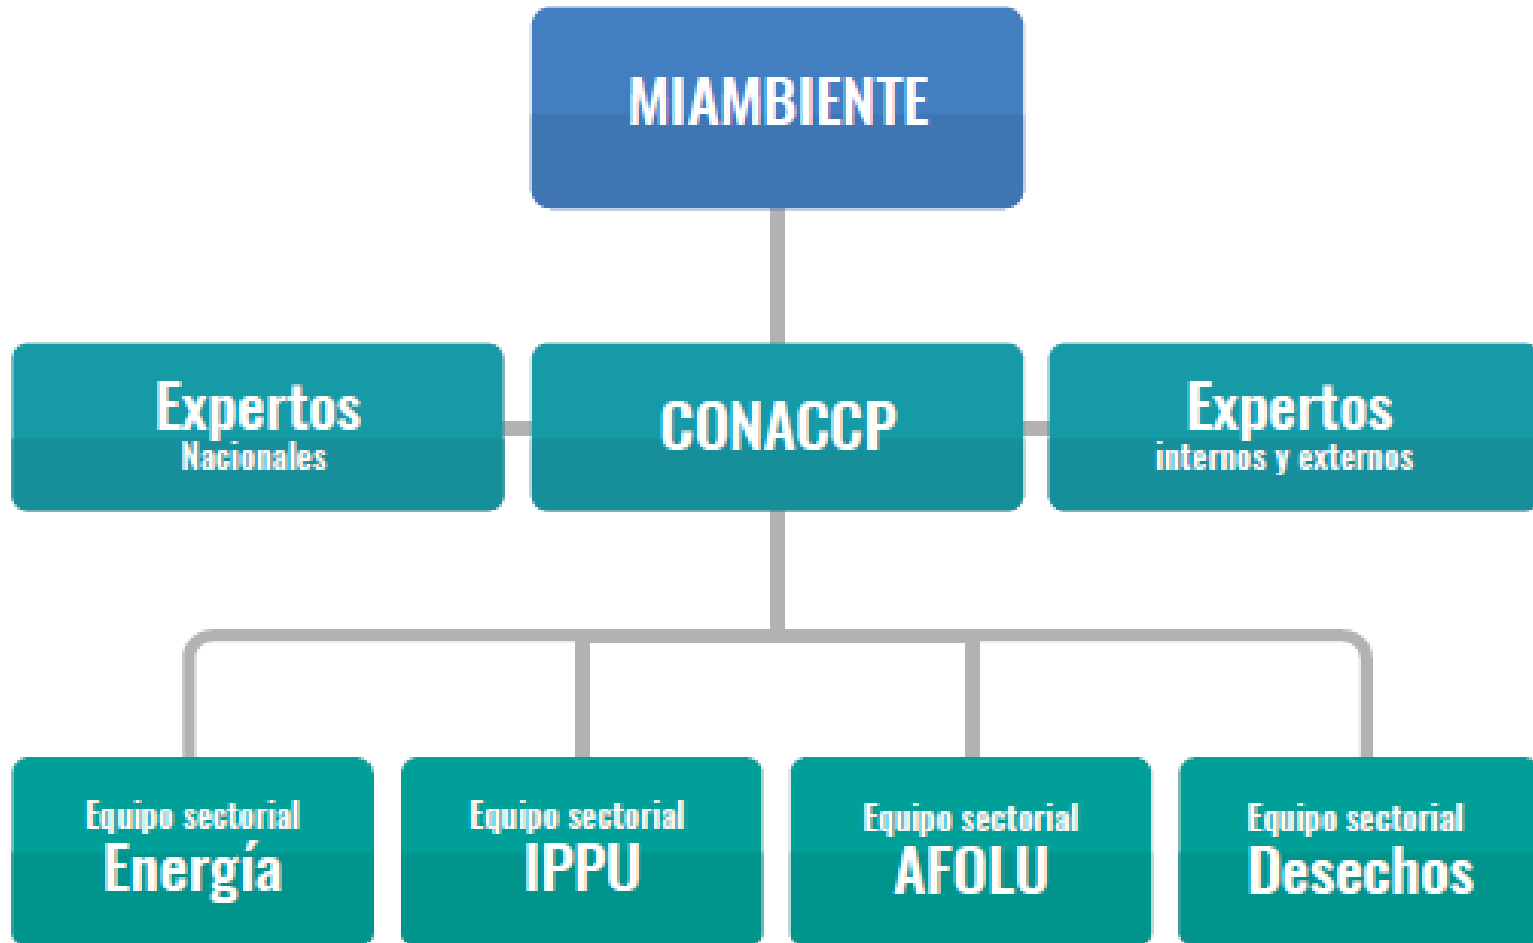 MIAMBIENTE
Expertos
Nacionales
CONACCP
Expertos
internos y externos
Equipo sectorial
Energía
Equipo sectorial
IPPU
Equipo sectorial
AFOLU
Equipo sectorial
Desechos